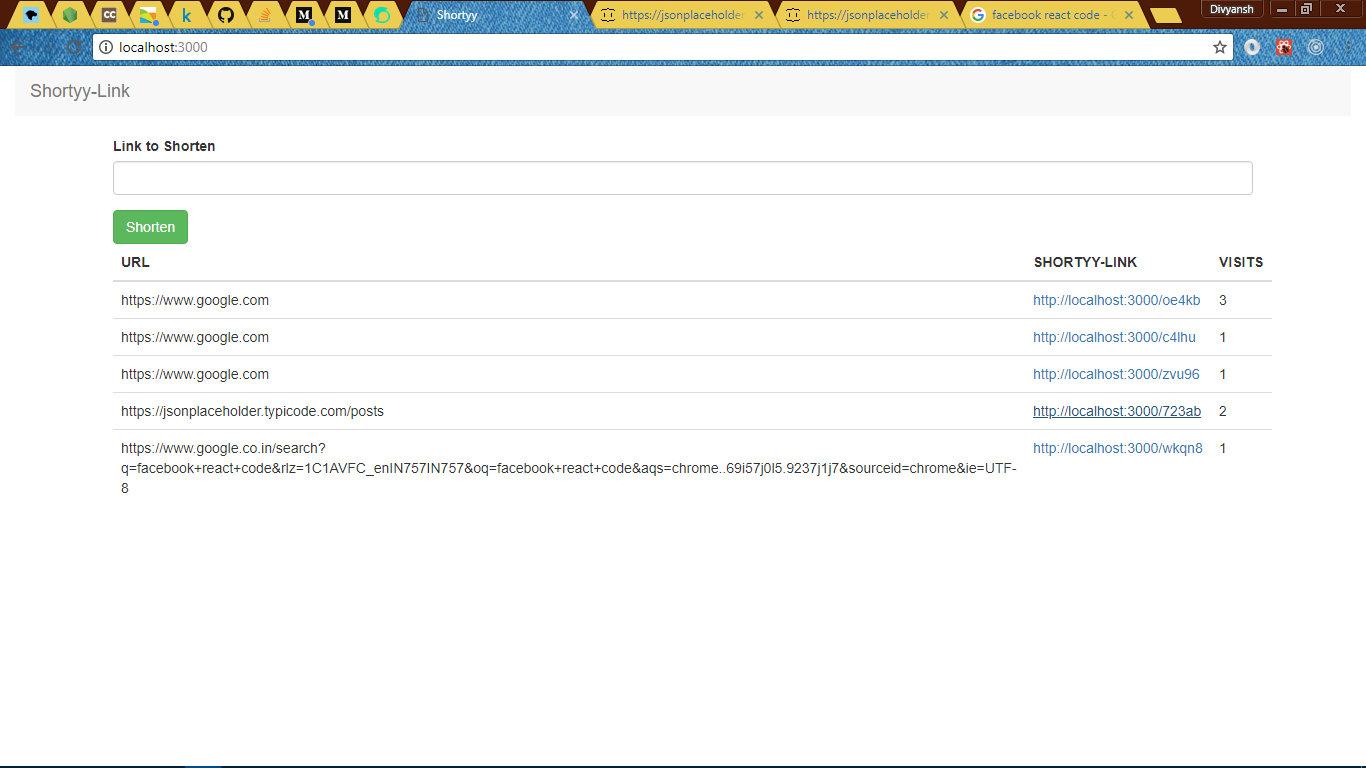 Shortyy
https://jsonplaceholder
https://jsonplaceholder
facebook react code -
Divyansh
localhost:3000
Shortyy-Link
Link to Shorten
Shorten
URL SHORTYY-LINK VISITS
https://www.google.com http://localhost:3000/oe4kb 3
https://www.google.com http://localhost:3000/c4lhu 1
https://www.google.com http://localhost:3000/zvu96 1
https://jsonplaceholder.typicode.com/posts http://localhost:3000/723ab 2
https://www.google.co.in/search? http://localhost:3000/wkqn8 1
q=facebook+react+code&rlz=1C1AVFC_enIN757IN757&oq=facebook+react+code&aqs=chrome..69i57j0l5.9237j1j7&sourceid=chrome&ie=UTF-
8